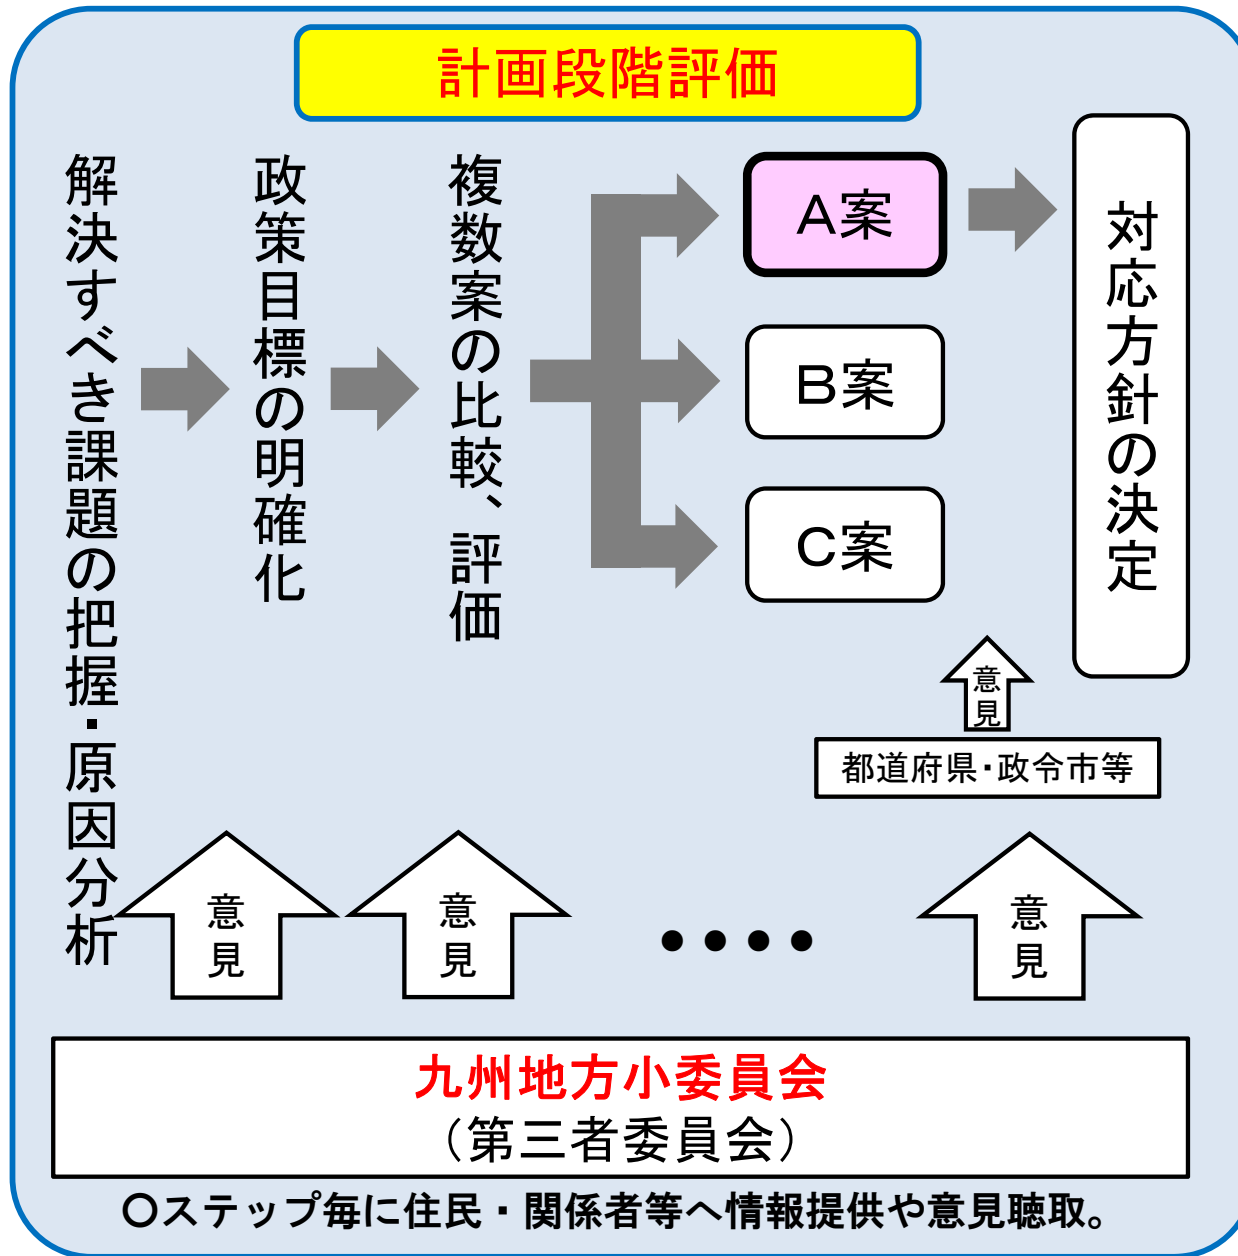 計画段階評価
解決すべき課題の把握・原因分析
政策目標の明確化
複数案の比較、評価
A案
B案
C案
対応方針の決定
意見
都道府県・政令市等
意見
意見
・・・・
意見
九州地方小委員会
（第三者委員会）
○ステップ毎に住民・関係者等へ情報提供や意見聴取。